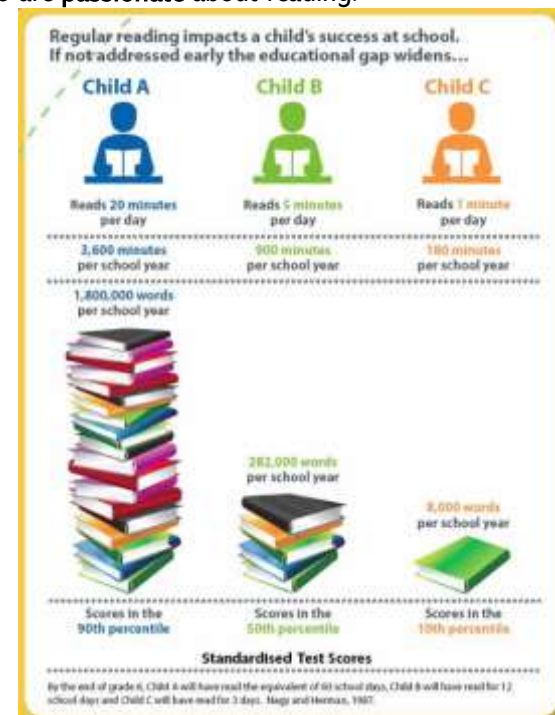 are passionate about reading.
Regular reading impacts a child's success at school.
If not addressed early the educational gap widens...
Child A Child B Child C
Reads 20 minutes Reads 5 minutes Reads 1 minute
per day per day per day
3,600 minutes 900 minutes 180 minutes
per school year per school year per school year
1,800,000 words
per school year
282,000 words
per school year
8,000 words
per school year
Scores in the Scores in the Scores in the
90th percentile 50th percentile 10th percentile
Standardised Test Scores
By the end of grade 6, Child A will have read the equivalent of 60 school days, Child B will have read for 12
school days and Child C will have read for 3 days. Nagy and Herman, 1987.